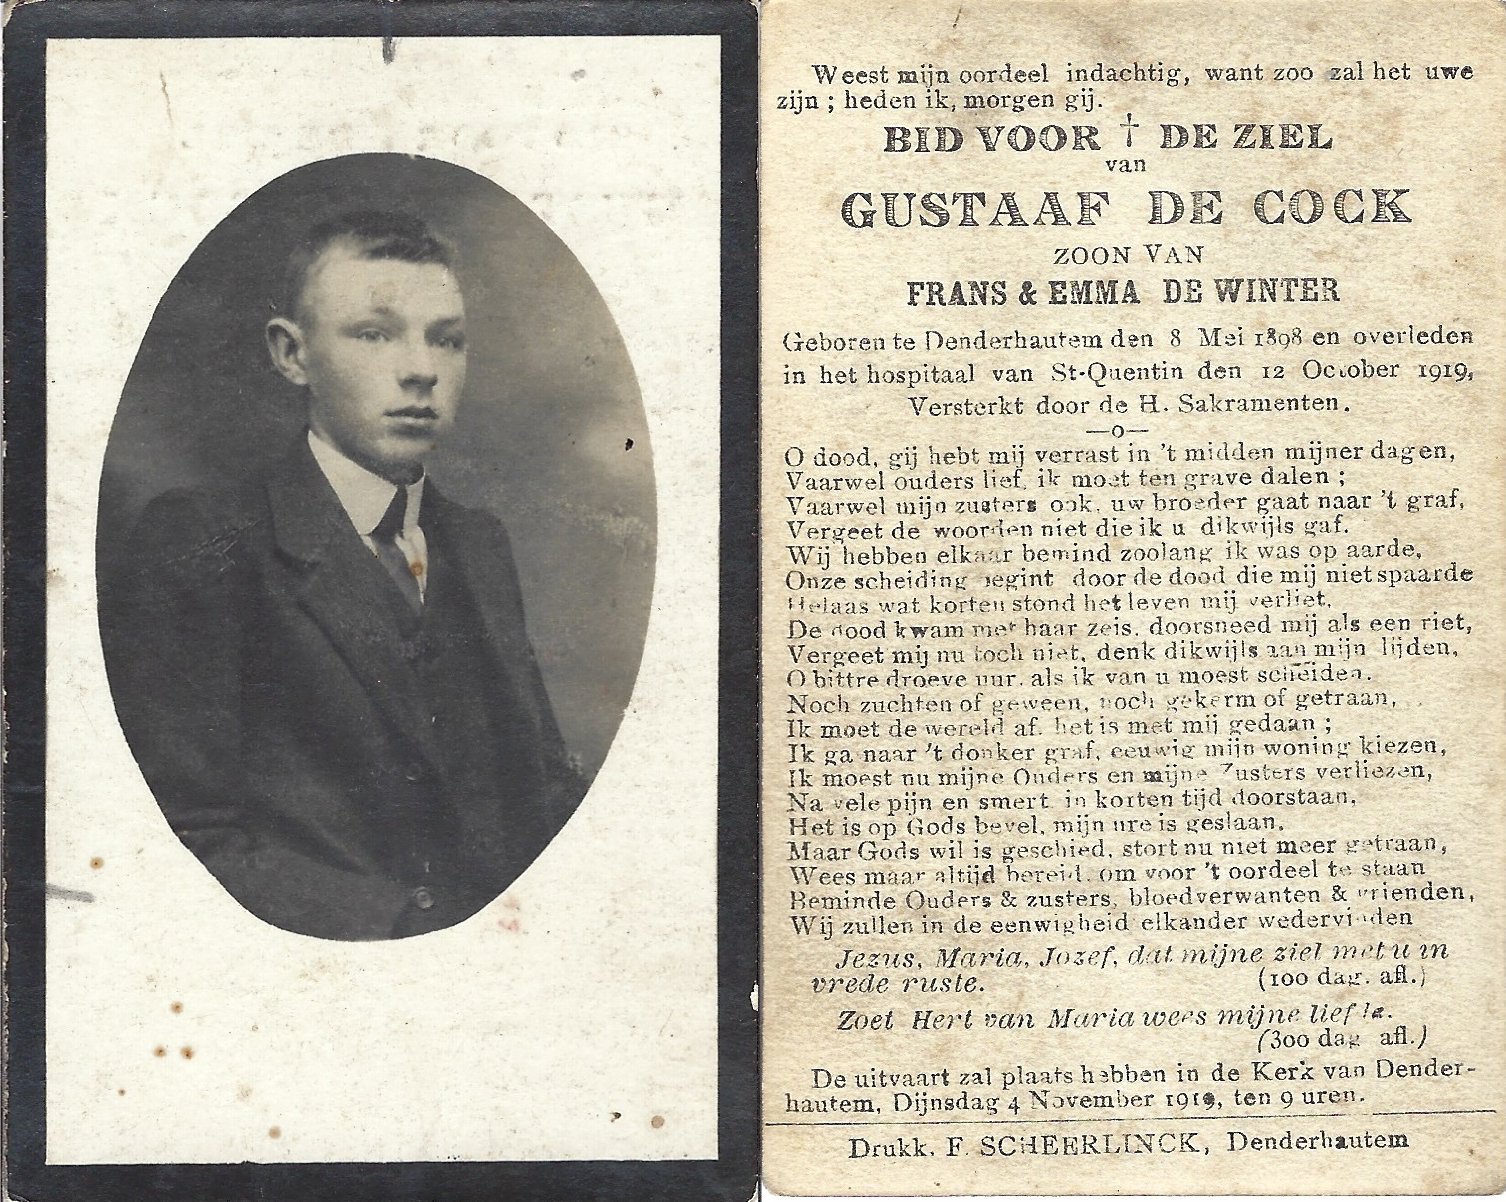 Weest mijn oordeel indachtig, want zoo zal het uwe
zijn ; heden ik, morgen gij.
BID VOOR † DE ZIEL
van
GUSTAAF DE COCK
ZOON VAN
FRANS & EMMA DE WINTER
Geboren te Denderhautem den 8 Mei 1898 en overleden
in het hospitaal van St-Quentin den 12 October 1919,
Versterkt door de H. Sakramenten.
—o—
O dood, gij hebt mij verrast in 't midden mijner dagen,
Vaarwel ouders lief, ik moet ten grave dalen ;
Vaarwel mijn zusters ook, uw broeder gaat naar 't graf,
Vergeet de woorden niet die ik u dikwijls gaf.
Wij hebben elkaar bemind zoolang ik was op aarde,
Onze scheiding begint door de dood die mij niet spaarde
Helaas wat korten stond het leven mij verliet,
De dood kwam met haar zeis, doorsneed mij als een riet,
Vergeet mij nu toch niet, denk dikwijls aan mijn lijden,
O bittre droeve uur, als ik van u moest scheiden.
Noch zuchten of geween, noch gekerm of getraan,
Ik moet de wereld af, het is met mij gedaan ;
Ik ga naar 't donker graf, eeuwig mijn woning kiezen,
Ik moest nu mijne Ouders en mijne Zusters verliezen,
Na vele pijn en smert in korten tijd doorstaan,
Het is op Gods bevel, mijn ure is geslaan,
Maar Gods wil is geschied, stort nu niet meer getraan,
Wees maar altijd bereid, om voor 't oordeel te staan
Beminde Ouders & zusters, bloedverwanten & vrienden,
Wij zullen in de eenwigheid elkander wedervinden
Jezus, Maria, Jozef, dat mijne ziel met u in
vrede ruste. (100 dag. afl.)
Zoet Hert van Maria wees mijne liefde.
(300 dag afl.)
De uitvaart zal plaats hebben in de Kerk van Dender-
hautem, Dijnsdag 4 November 1919, ten 9 uren.
Drukk. F. SCHEERLINCK, Denderhautem